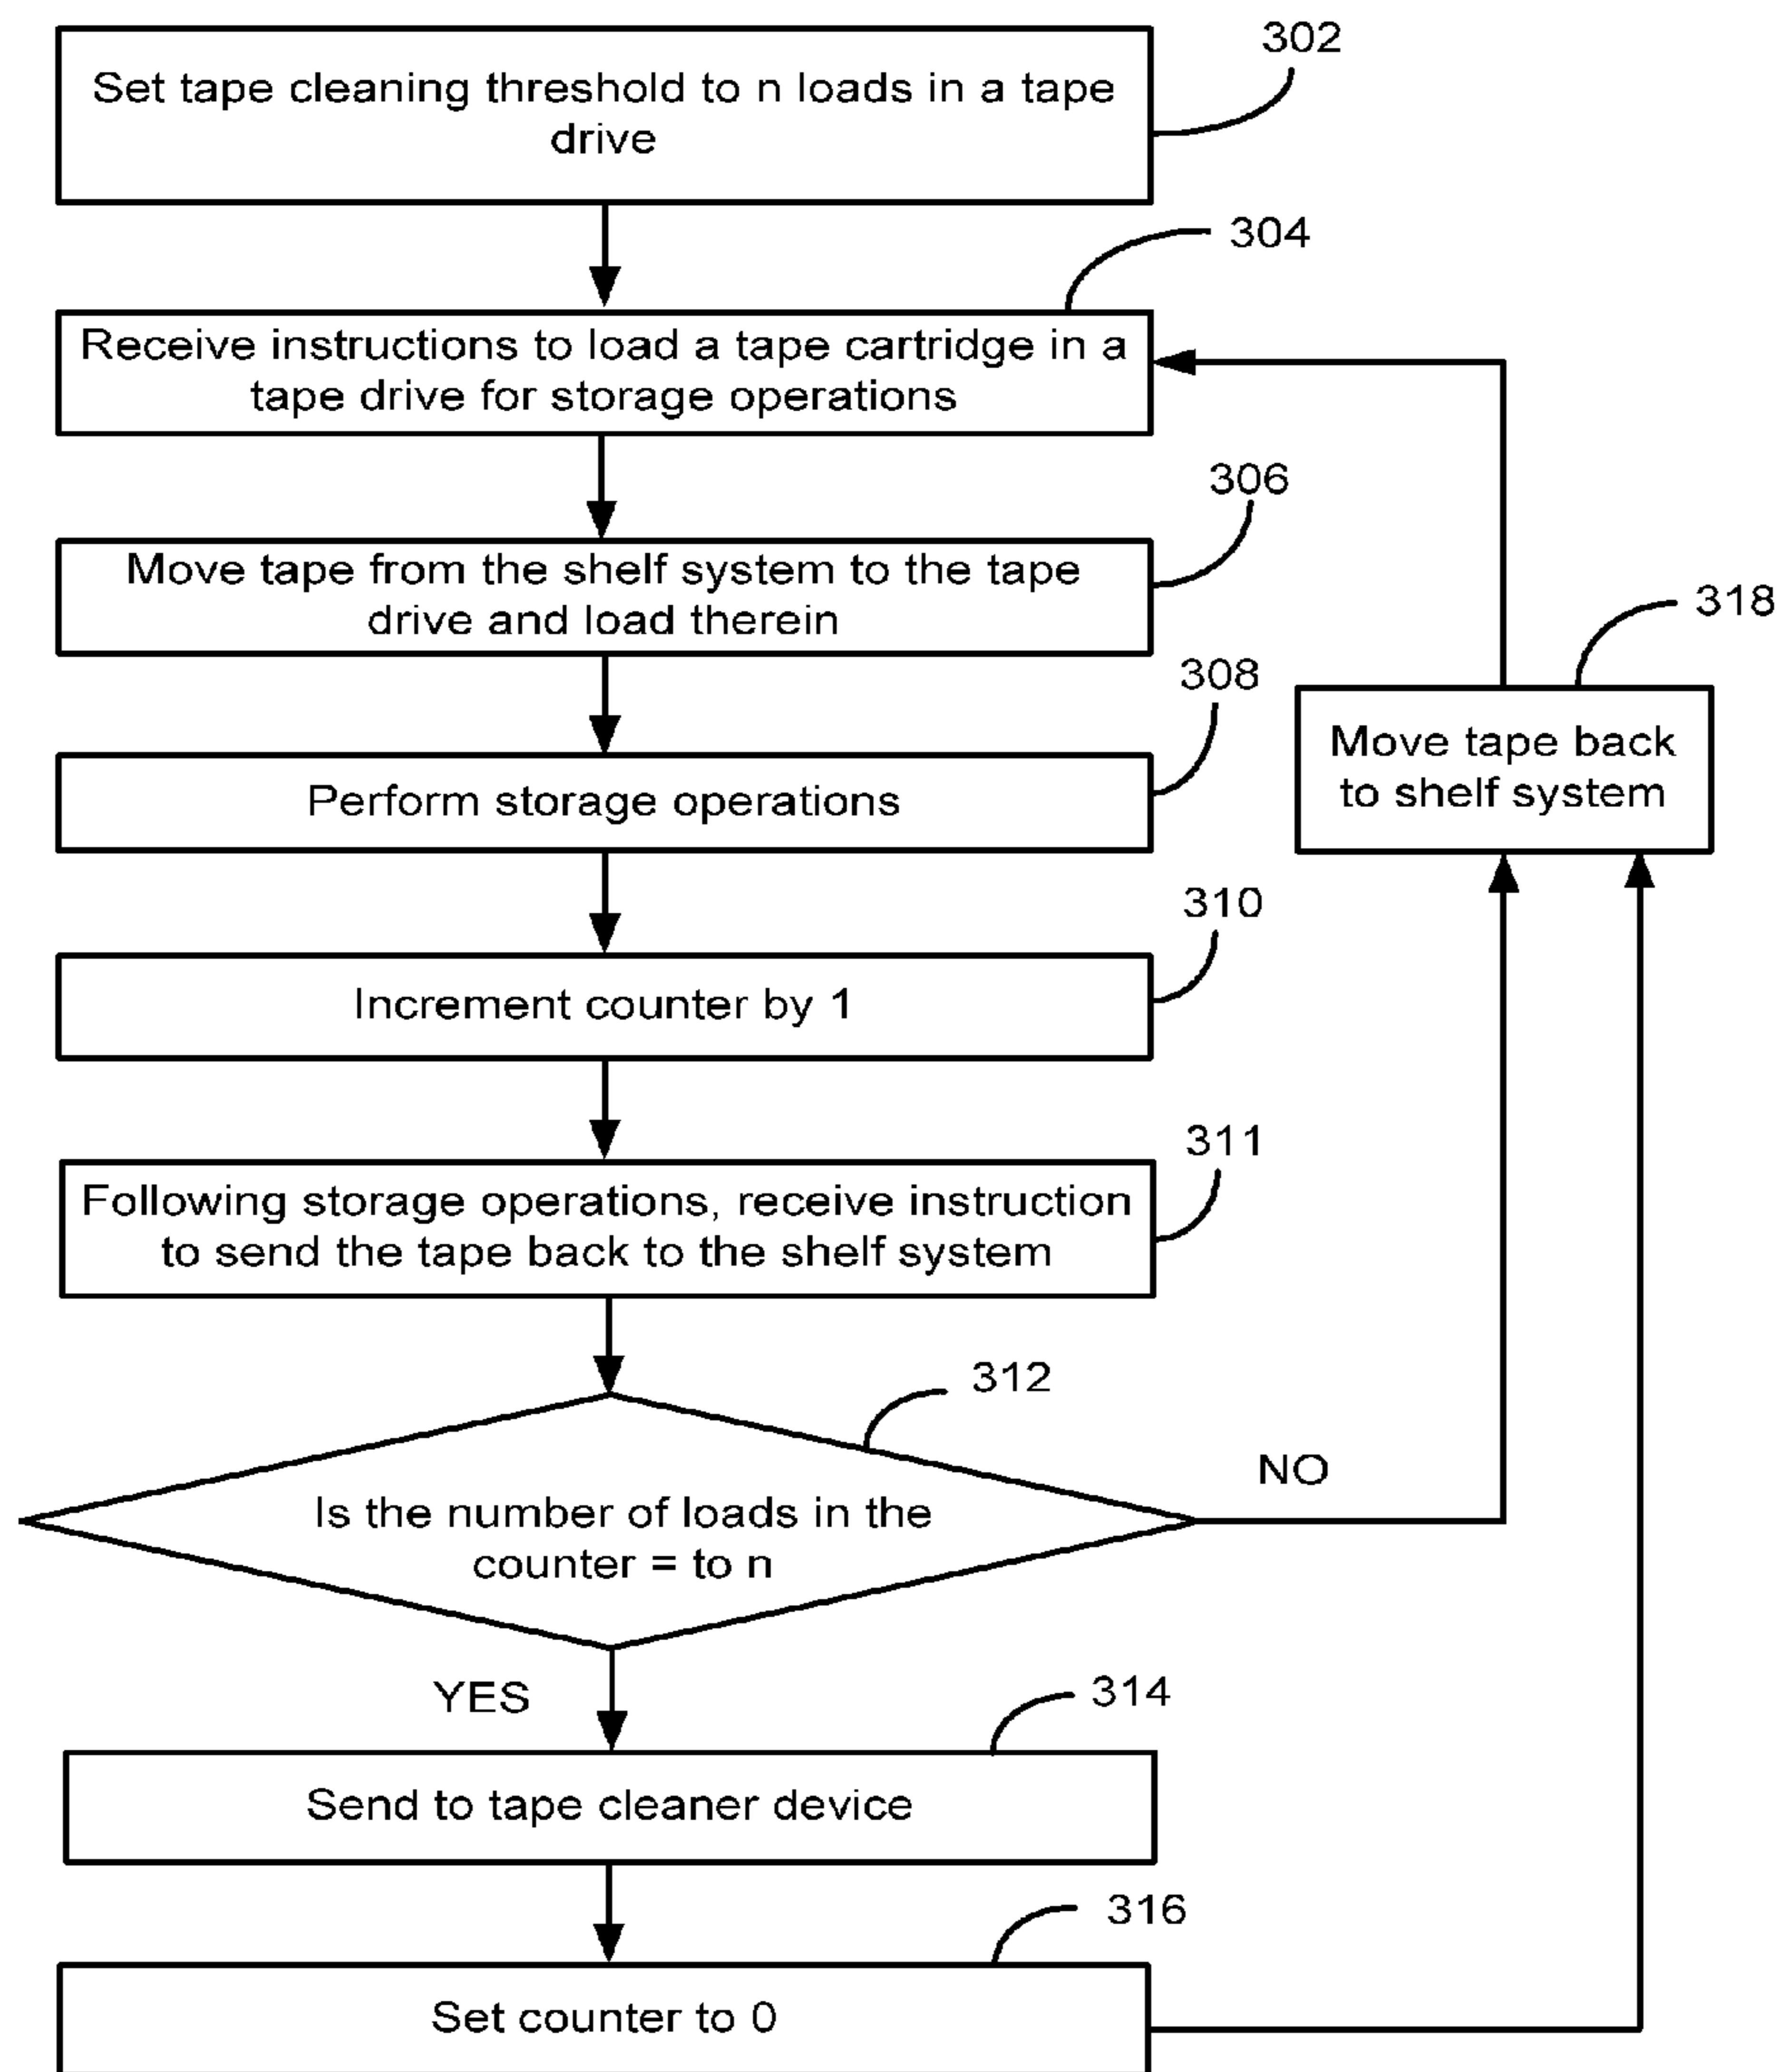 302
Set tape cleaning threshold to n loads in a tape
drive
304
Receive instructions to load a tape cartridge in a
tape drive for storage operations
306
Move tape from the shelf system to the tape
drive and load therein
318
Move tape back
to shelf system
308
Perform storage operations
310
Increment counter by 1
311
Following storage operations, receive instruction
to send the tape back to the shelf system
312
Is the number of loads in the
counter = to n
NO
YES
314
Send to tape cleaner device
316
Set counter to 0